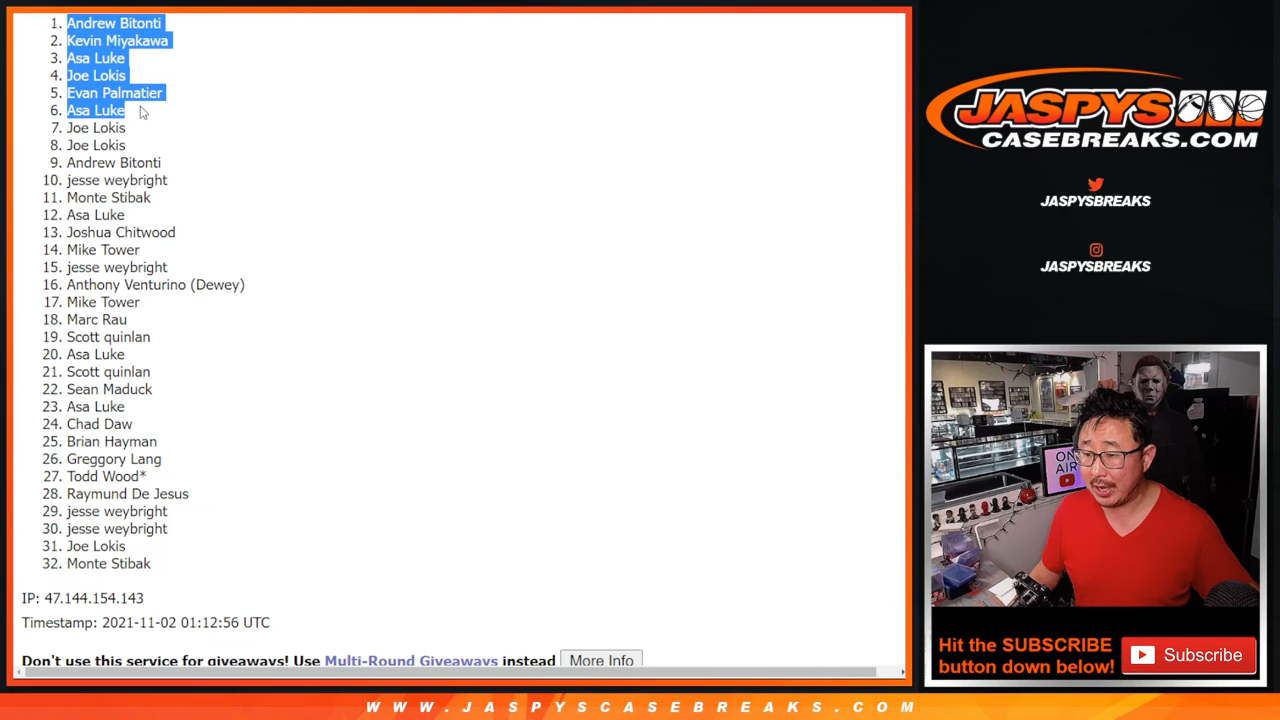 1. Andrew Bitonti
2. Kevin Miyakawa
3. Asa Luke
4. Joe Lokis
5. Evan Palmatier
6. Asa Luke
7. Joe Lokis
8. Joe Lokis
9. Andrew Bitonti
10. jesse weybright
11. Monte Stibak
12. Asa Luke
13. Joshua Chitwood
14. Mike Tower
15. jesse weybright
16. Anthony Venturino (Dewey)
17. Mike Tower
18. Marc Rau
19. Scott quinlan
20. Asa Luke
21. Scott quinlan
22. Sean Maduck
23. Asa Luke
24. Chad Daw
25. Brian Hayman
26. Greggory Lang
27. Todd Wood*
28. Raymund De Jesus
29. jesse weybright
30. jesse weybright
31. Joe Lokis
32. Monte Stibak
IP: 47.144.154.143
Timestamp: 2021-11-02 01:12:56 UTC
Don't use this service for giveaways! Use Multi-Round Giveaways instead More Info
JASPYS
CASEBREAKS.COM
JASPYSBREAKS
JASPYSBREAKS
ON
AIR
Hit the SUBSCRIBE
button down below!
Subscribe
WWW.JASPYSCASEBREAKS.COM